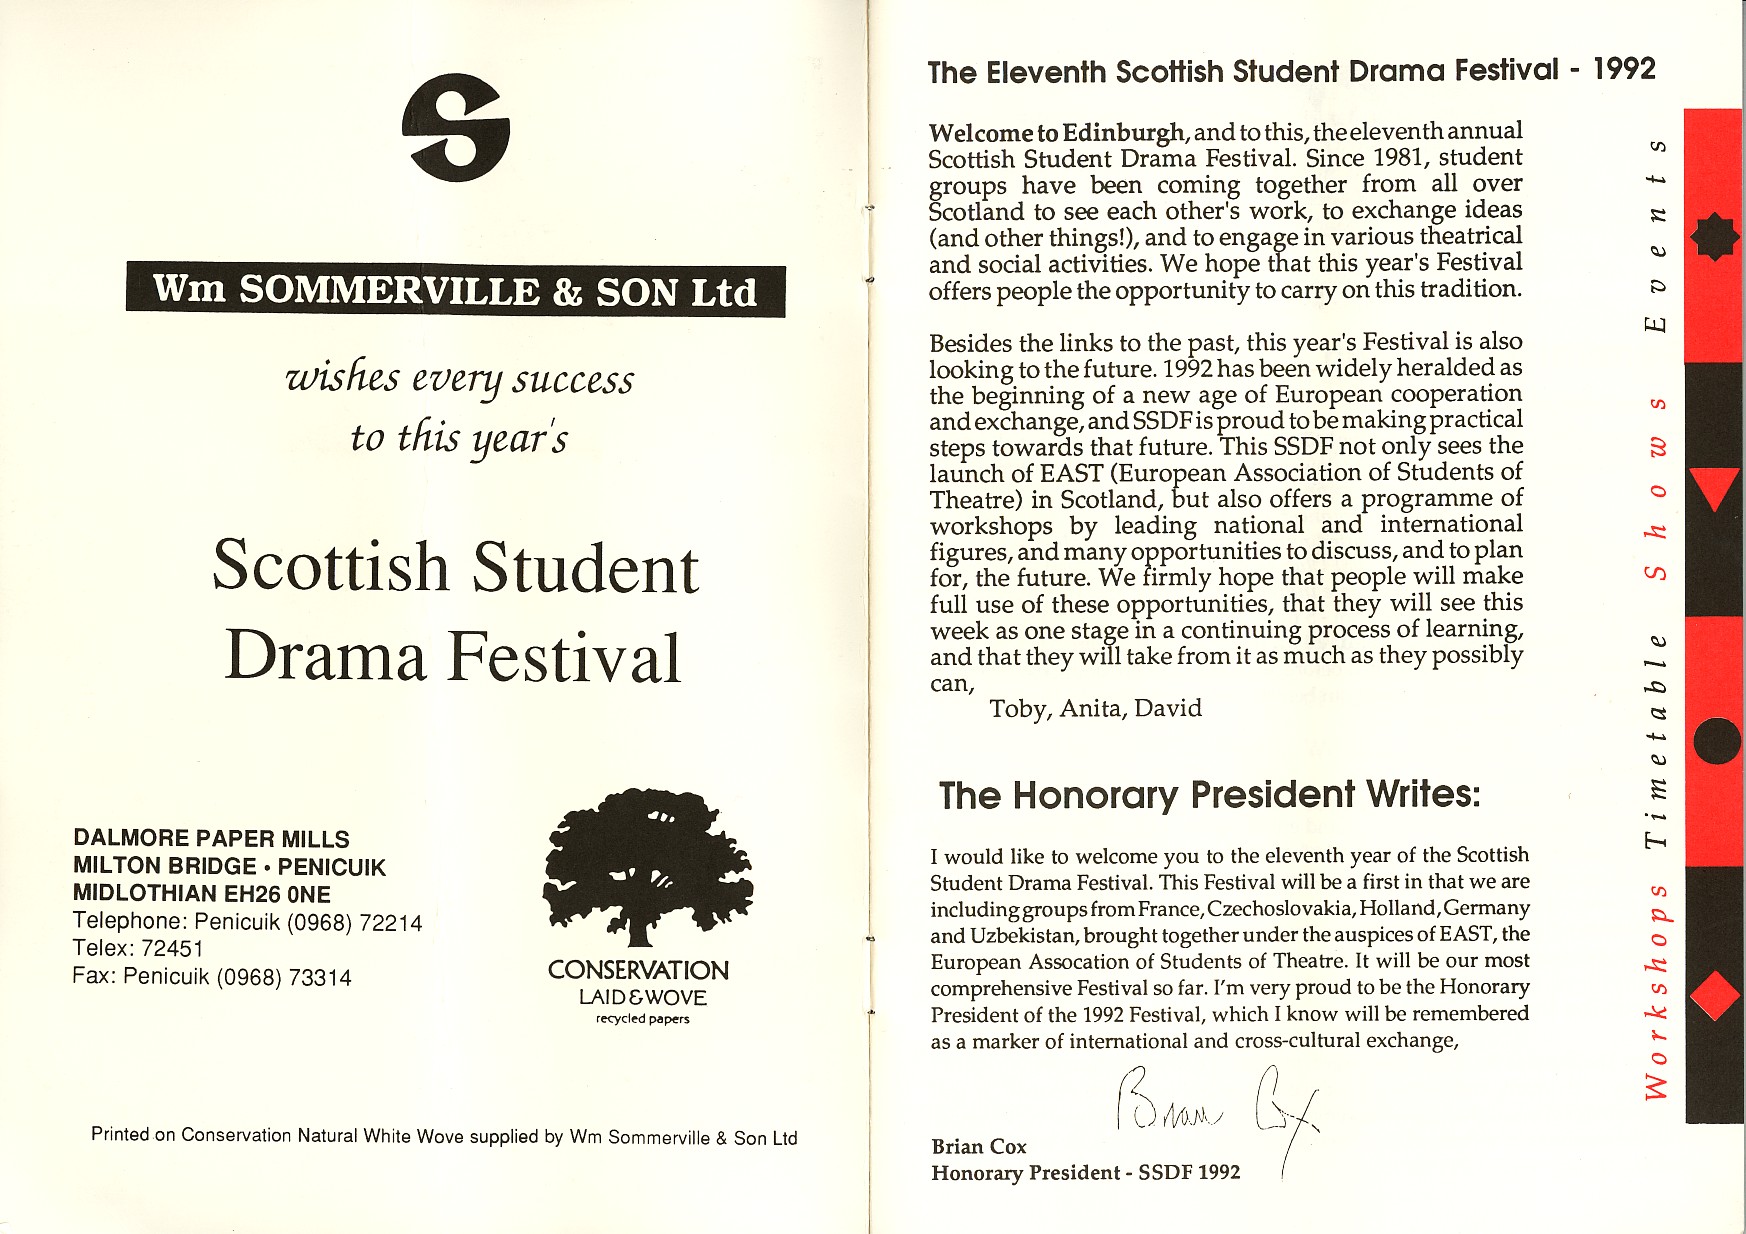 Wm SOMMERVILLE & SON Ltd
wishes every success
to this year's
Scottish Student
Drama Festival
DALMORE PAPER MILLS
MILTON BRIDGE • PENICUIK
MIDLOTHIAN EH26 0NE
Telephone: Penicuik (0968) 72214
Telex: 72451
Fax: Penicuik (0968) 73314
CONSERVATION
LAID & WOVE
recycled papers
Printed on Conservation Natural White Wove supplied by Wm Sommerville & Son Ltd
The Eleventh Scottish Student Drama Festival - 1992
Welcome to Edinburgh, and to this, the eleventh annual
Scottish Student Drama Festival. Since 1981, student
groups have been coming together from all over
Scotland to see each other's work, to exchange ideas
(and other things!), and to engage in various theatrical
and social activities. We hope that this year's Festival
offers people the opportunity to carry on this tradition.
Besides the links to the past, this year's Festival is also
looking to the future. 1992 has been widely heralded as
the beginning of a new age of European cooperation
and exchange, and SSDF is proud to be making practical
steps towards that future. This SSDF not only sees the
launch of EAST (European Association of Students of
Theatre) in Scotland, but also offers a programme of
workshops by leading national and international
figures, and many opportunities to discuss, and to plan
for, the future. We firmly hope that people will make
full use of these opportunities, that they will see this
week as one stage in a continuing process of learning,
and that they will take from it as much as they possibly
can,
Toby, Anita, David
The Honorary President Writes:
I would like to welcome you to the eleventh year of the Scottish
Student Drama Festival. This Festival will be a first in that we are
including groups from France, Czechoslovakia, Holland, Germany
and Uzbekistan, brought together under the auspices of EAST, the
European Assocation of Students of Theatre. It will be our most
comprehensive Festival so far. I'm very proud to be the Honorary
President of the 1992 Festival, which I know will be remembered
as a marker of international and cross-cultural exchange,
Brian Cox
Brian Cox
Honorary President - SSDF 1992
Workshops Timetable Shows Events